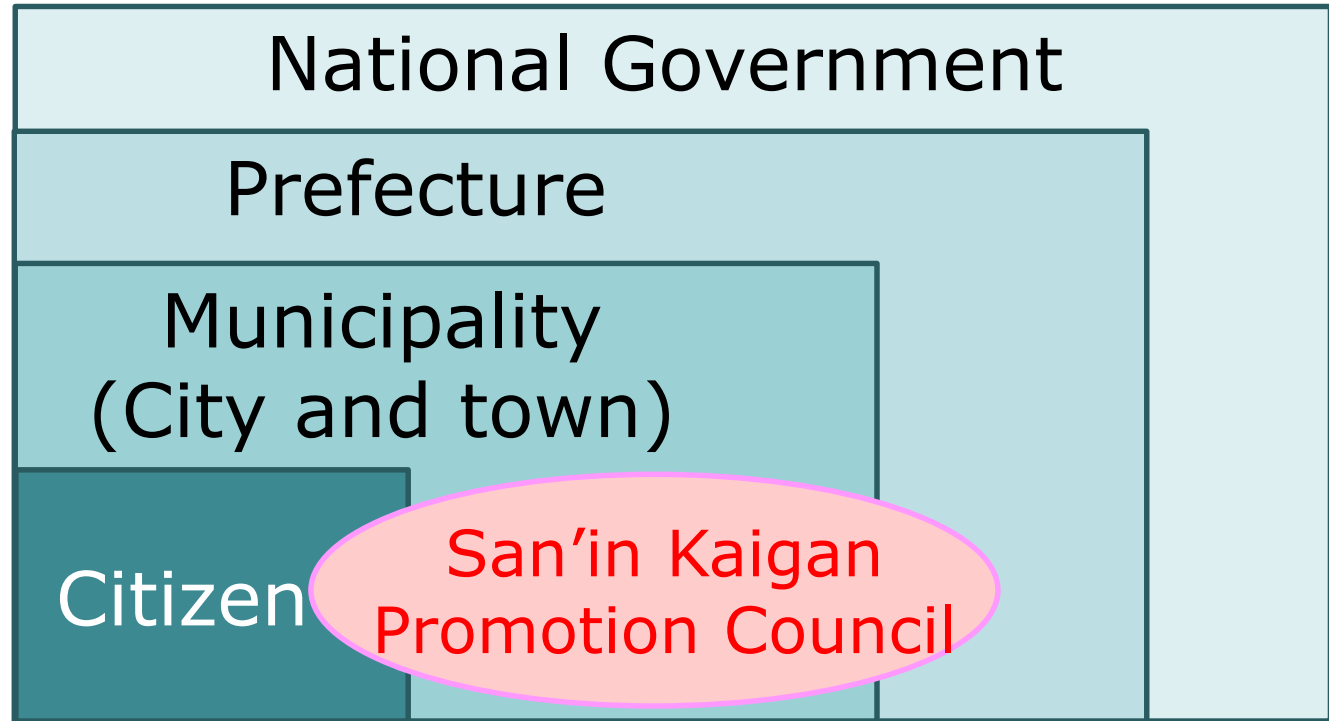 National Government
Prefecture
Municipality
(City and town)
Citizen
San’in Kaigan
Promotion Council